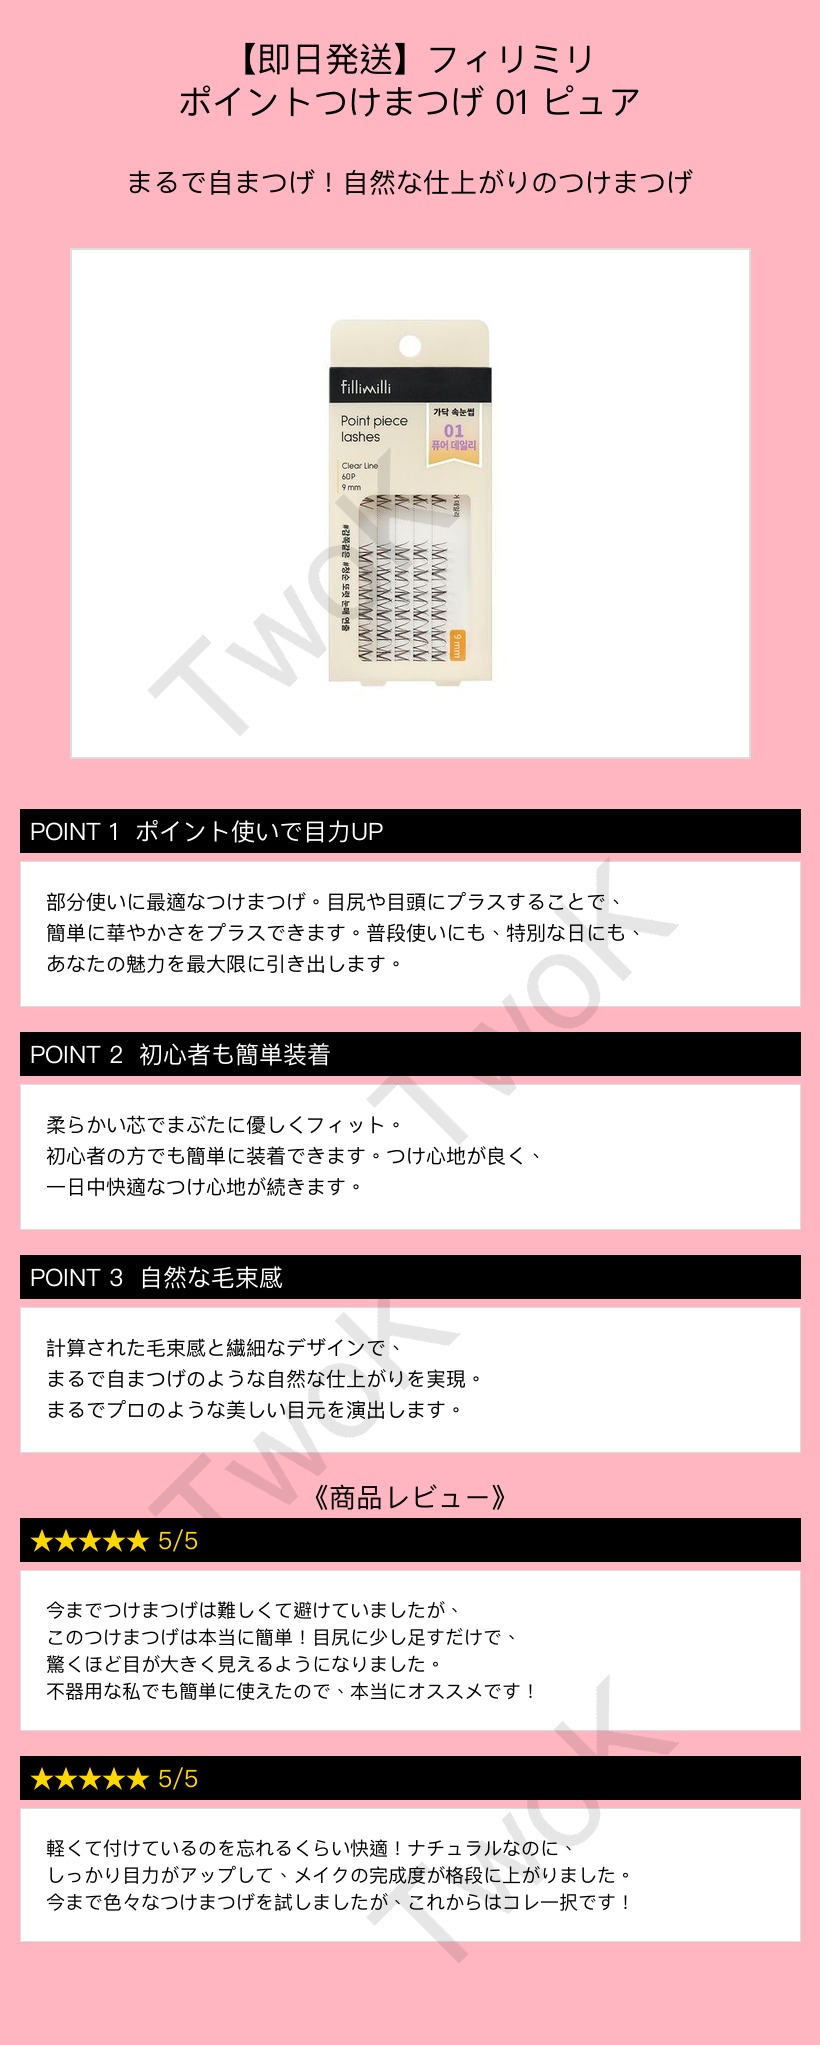 【即日発送】フィリミリ
ポイントつけまつげ 01 ピュア
まるで自まつげ！自然な仕上がりのつけまつげ
fillimilli
Point piece
lashes
가닥 속눈썹
01
퓨어 데일리
Clear Line
60P
9 mm
#감쪽같은 #청순 또렷 눈매 연출
9 mm
TwoK
POINT 1 ポイント使いで目力UP
部分使いに最適なつけまつげ。目尻や目頭にプラスすることで、
簡単に華やかさをプラスできます。普段使いにも、特別な日にも、
あなたの魅力を最大限に引き出します。
TwoK
POINT 2 初心者も簡単装着
柔らかい芯でまぶたに優しくフィット。
初心者の方でも簡単に装着できます。つけ心地が良く、
一日中快適なつけ心地が続きます。
POINT 3 自然な毛束感
計算された毛束感と繊細なデザインで、
まるで自まつげのような自然な仕上がりを実現。
まるでプロのような美しい目元を演出します。
TwoK
《商品レビュー》
★★★★★ 5/5
今までつけまつげは難しくて避けていましたが、
このつけまつげは本当に簡単！目尻に少し足すだけで、
驚くほど目が大きく見えるようになりました。
不器用な私でも簡単に使えたので、本当にオススメです！
★★★★★ 5/5
軽くて付けているのを忘れるくらい快適！ナチュラルなのに、
しっかり目力がアップして、メイクの完成度が格段に上がりました。
今まで色々なつけまつげを試しましたが、これからはコレ一択です！
TwoK